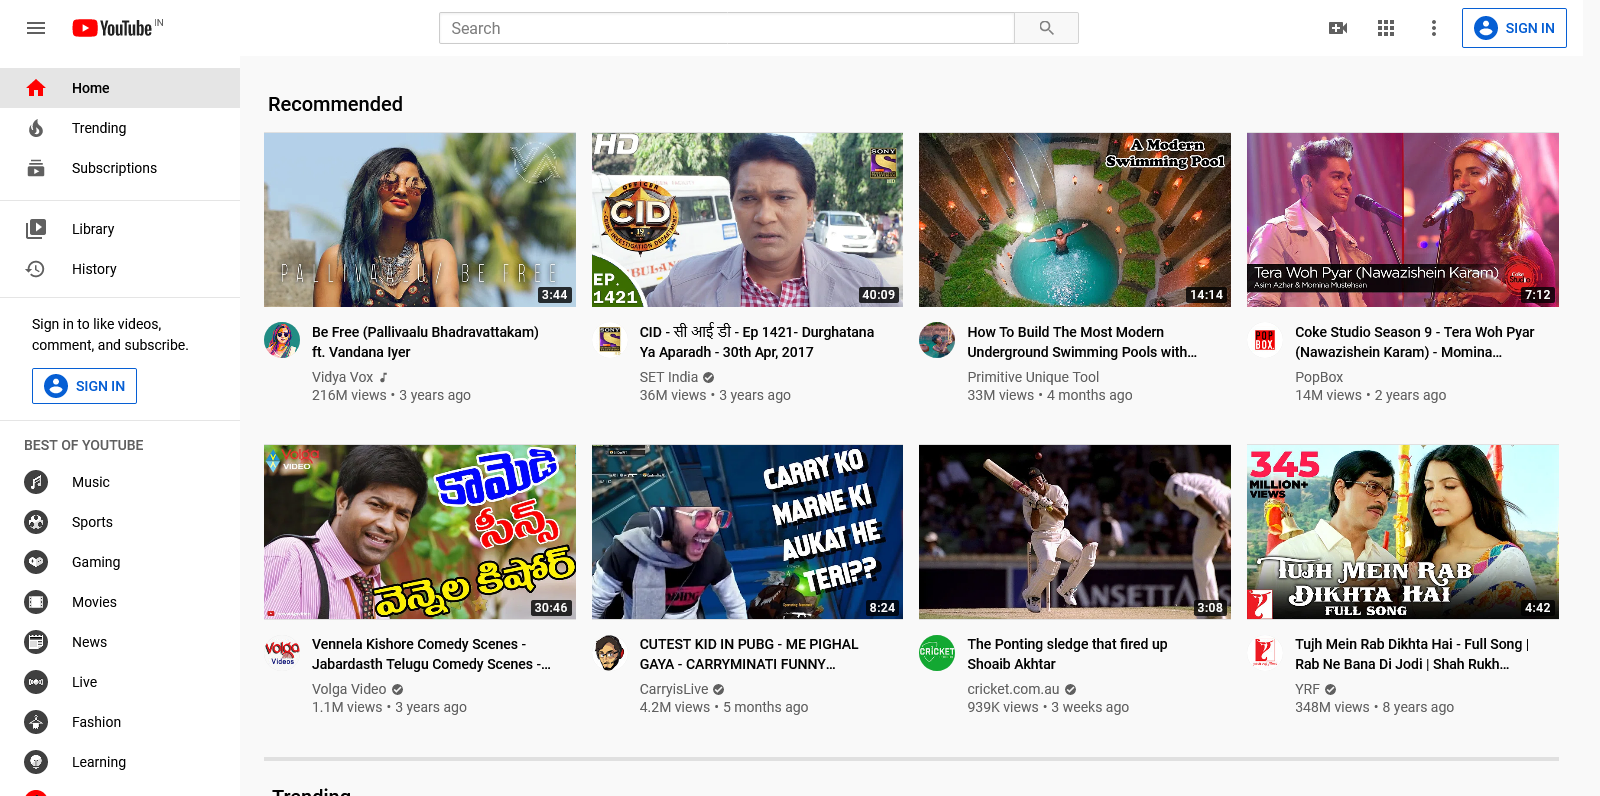 YouTube IN
Search
SIGN IN
Home
Trending
Subscriptions
Library
History
Sign in to like videos,
comment, and subscribe.
SIGN IN
BEST OF YOUTUBE
Music
Sports
Gaming
Movies
News
Live
Fashion
Learning
Recommended
PALLIVAALU/ BE FREE
3:44
Be Free (Pallivaalu Bhadravattakam)
ft. Vandana Iyer
Vidya Vox
216M views • 3 years ago
HD
SONY
OFFICER
CID
EP.
1421
40:09
CID - सी आई डी - Ep 1421- Durghatana
Ya Aparadh - 30th Apr, 2017
SET India
36M views • 3 years ago
A Modern
Swimming Pool
14:14
How To Build The Most Modern
Underground Swimming Pools with...
Primitive Unique Tool
33M views • 4 months ago
Tera Woh Pyar (Nawazishein Karam)
Asim Azhar & Momina Mustehsan
7:12
POP
BOX
Coke Studio Season 9 - Tera Woh Pyar
(Nawazishein Karam) - Momina...
PopBox
14M views • 2 years ago
volga
VIDEO
కామెడి
సీన్స్
వెన్నెల కిషోర్
30:46
Volga
Videos
Vennela Kishore Comedy Scenes -
Jabardasth Telugu Comedy Scenes -...
Volga Video
1.1M views • 3 years ago
CARRY KO
MARNE KI
AUKAT HE
TERI??
8:24
CUTEST KID IN PUBG - ME PIGHAL
GAYA - CARRYMINATI FUNNY...
CarryisLive
4.2M views • 5 months ago
ANSETT
3:08
CRICKET
The Ponting sledge that fired up
Shoaib Akhtar
cricket.com.au
939K views • 3 weeks ago
345
MILLION+
VIEWS
TUJH MEIN RAB
DIKHTA HAI
FULL SONG
4:42
Tujh Mein Rab Dikhta Hai - Full Song |
Rab Ne Bana Di Jodi | Shah Rukh...
YRF
348M views • 8 years ago
Trending